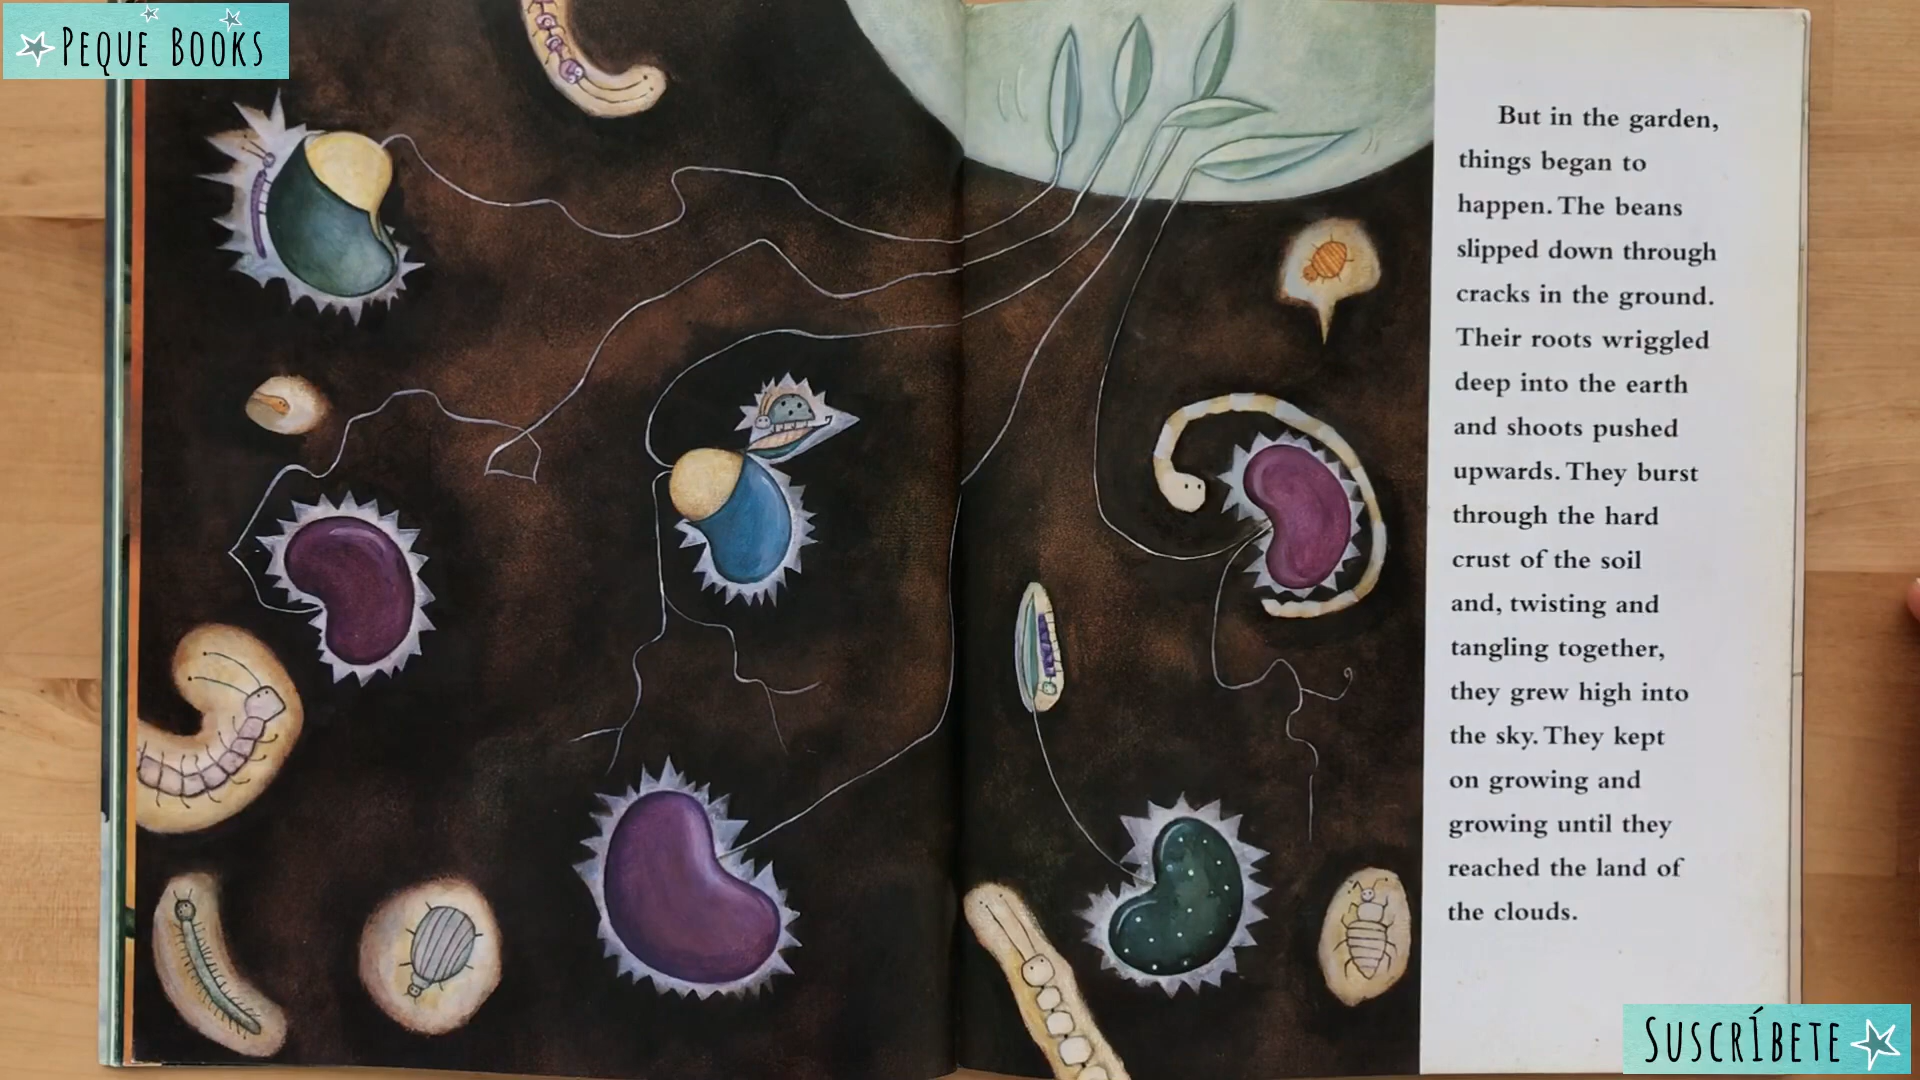 Peque Books
But in the garden,
things began to
happen. The beans
slipped down through
cracks in the ground.
Their roots wriggled
deep into the earth
and shoots pushed
upwards. They burst
through the hard
crust of the soil
and, twisting and
tangling together,
they grew high into
the sky. They kept
on growing and
growing until they
reached the land of
the clouds.
Suscríbete